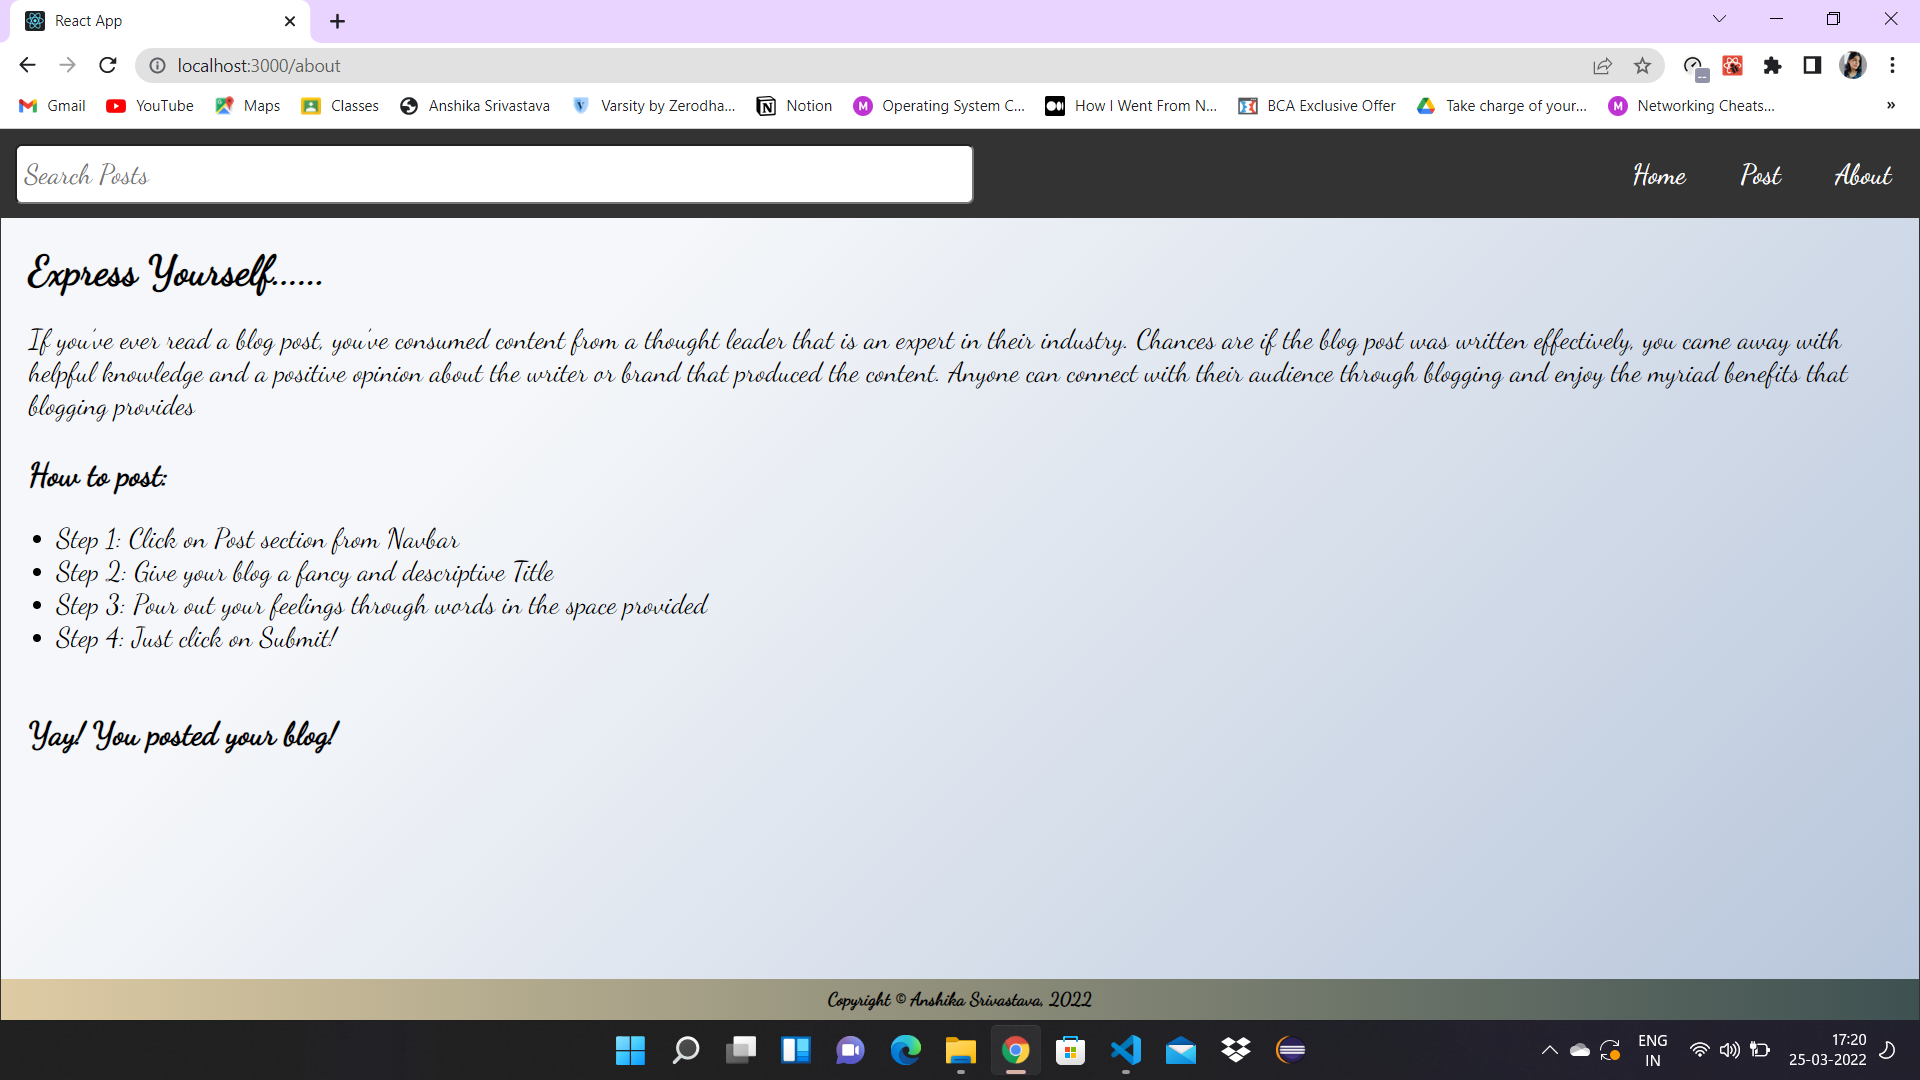 React App
localhost:3000/about
Gmail YouTube Maps Classes Anshika Srivastava Varsity by Zerodha... Notion Operating System C... How I Went From N... BCA Exclusive Offer Take charge of your... Networking Cheats... »
Search Posts Home Post About
Express Yourself......
If you've ever read a blog post, you've consumed content from a thought leader that is an expert in their industry. Chances are if the blog post was written effectively, you came away with
helpful knowledge and a positive opinion about the writer or brand that produced the content. Anyone can connect with their audience through blogging and enjoy the myriad benefits that
blogging provides
How to post:
• Step 1: Click on Post section from Navbar
• Step 2: Give your blog a fancy and descriptive Title
• Step 3: Pour out your feelings through words in the space provided
• Step 4: Just click on Submit!
Yay! You posted your blog!
Copyright © Anshika Srivastava, 2022
ENG 17:20
IN 25-03-2022